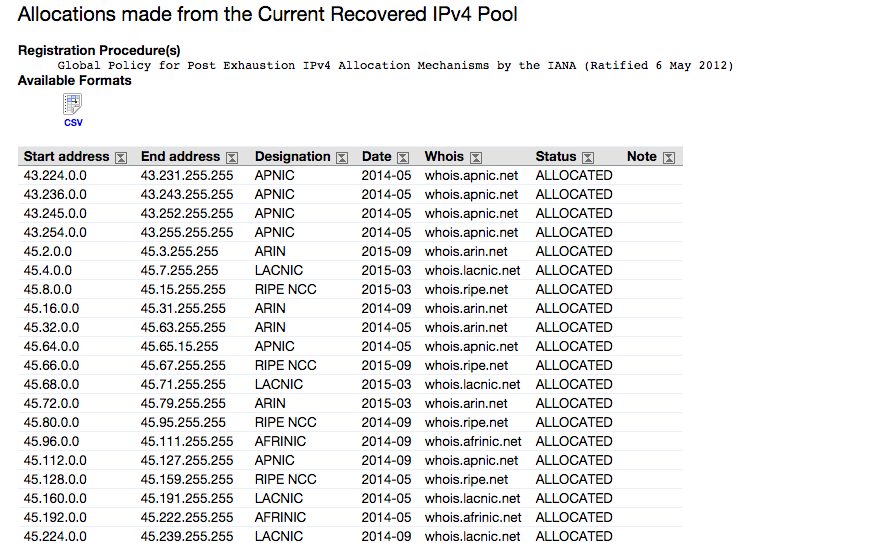 Allocations made from the Current Recovered IPv4 Pool
Registration Procedure(s)
Global Policy for Post Exhaustion IPv4 Allocation Mechanisms by the IANA (Ratified 6 May 2012)
Available Formats
CSV
Start address End address Designation Date Whois Status Note
43.224.0.0 43.231.255.255 APNIC 2014-05 whois.apnic.net ALLOCATED
43.236.0.0 43.243.255.255 APNIC 2014-05 whois.apnic.net ALLOCATED
43.245.0.0 43.252.255.255 APNIC 2014-05 whois.apnic.net ALLOCATED
43.254.0.0 43.255.255.255 APNIC 2014-05 whois.apnic.net ALLOCATED
45.2.0.0 45.3.255.255 ARIN 2015-09 whois.arin.net ALLOCATED
45.4.0.0 45.7.255.255 LACNIC 2015-03 whois.lacnic.net ALLOCATED
45.8.0.0 45.15.255.255 RIPE NCC 2015-03 whois.ripe.net ALLOCATED
45.16.0.0 45.31.255.255 ARIN 2014-09 whois.arin.net ALLOCATED
45.32.0.0 45.63.255.255 ARIN 2014-05 whois.arin.net ALLOCATED
45.64.0.0 45.65.15.255 APNIC 2014-05 whois.apnic.net ALLOCATED
45.66.0.0 45.67.255.255 RIPE NCC 2015-09 whois.ripe.net ALLOCATED
45.68.0.0 45.71.255.255 LACNIC 2015-03 whois.lacnic.net ALLOCATED
45.72.0.0 45.79.255.255 ARIN 2015-03 whois.arin.net ALLOCATED
45.80.0.0 45.95.255.255 RIPE NCC 2014-09 whois.ripe.net ALLOCATED
45.96.0.0 45.111.255.255 AFRINIC 2014-09 whois.afrinic.net ALLOCATED
45.112.0.0 45.127.255.255 APNIC 2014-09 whois.apnic.net ALLOCATED
45.128.0.0 45.159.255.255 RIPE NCC 2014-05 whois.ripe.net ALLOCATED
45.160.0.0 45.191.255.255 LACNIC 2014-05 whois.lacnic.net ALLOCATED
45.192.0.0 45.222.255.255 AFRINIC 2014-05 whois.afrinic.net ALLOCATED
45.224.0.0 45.239.255.255 LACNIC 2014-09 whois.lacnic.net ALLOCATED